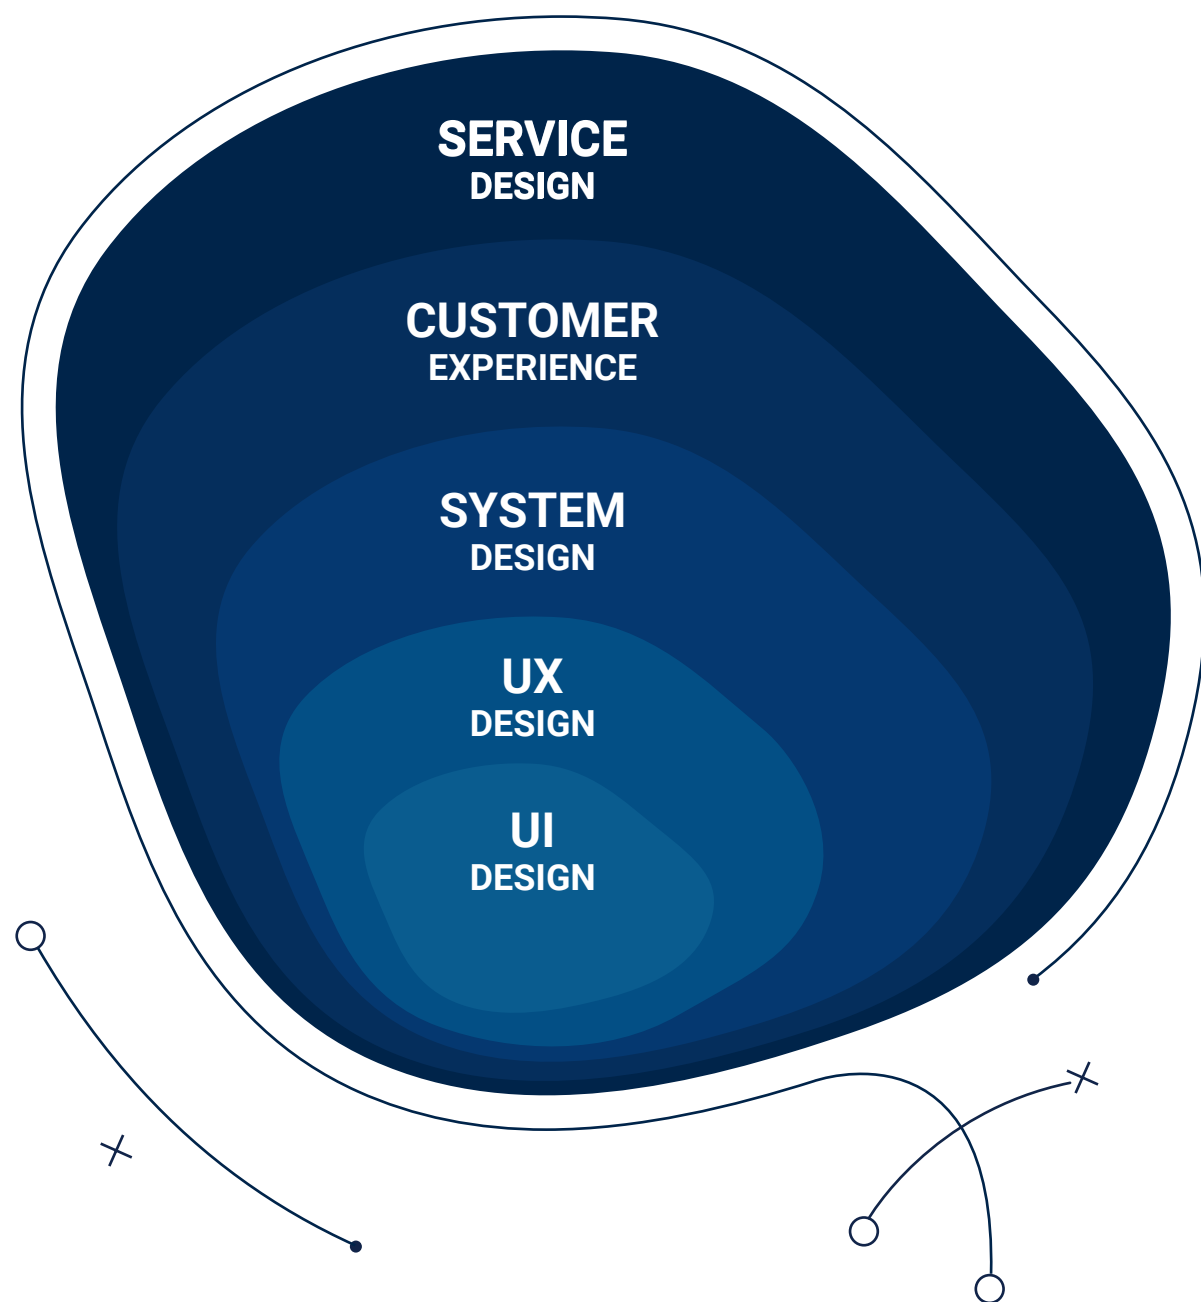 SERVICE
DESIGN
CUSTOMER
EXPERIENCE
SYSTEM
DESIGN
UX
DESIGN
UI
DESIGN